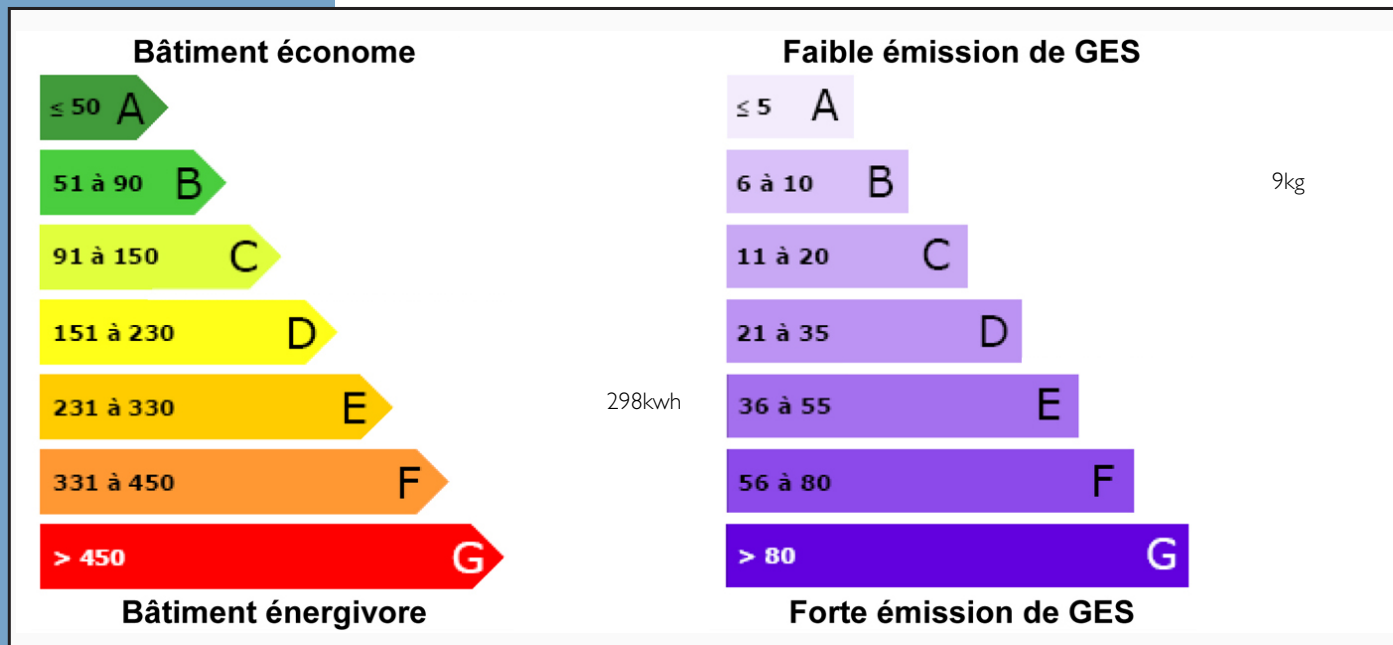 Bâtiment économe
≤ 50 A
51 à 90 B
91 à 150 C
151 à 230 D
231 à 330 E
298kwh
331 à 450 F
> 450 G
Bâtiment énergivore
Faible émission de GES
≤ 5 A
6 à 10 B
9kg
11 à 20 C
21 à 35 D
36 à 55 E
56 à 80 F
> 80 G
Forte émission de GES